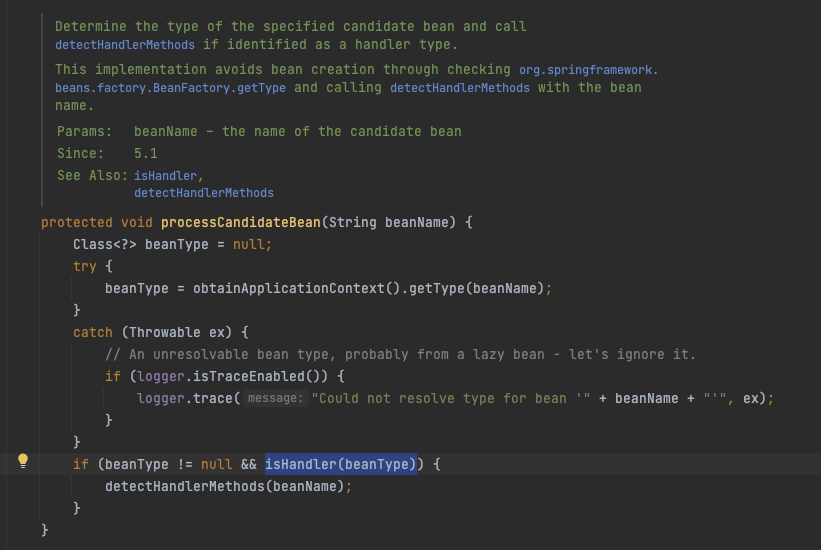 Determine the type of the specified candidate bean and call
detectHandlerMethods if identified as a handler type.
This implementation avoids bean creation through checking org.springframework.
beans.factory.BeanFactory.getType and calling detectHandlerMethods with the bean
name.
Params: beanName – the name of the candidate bean
Since: 5.1
See Also: isHandler,
detectHandlerMethods
protected void processCandidateBean(String beanName) {
    Class<?> beanType = null;
    try {
        beanType = obtainApplicationContext().getType(beanName);
    }
    catch (Throwable ex) {
        // An unresolvable bean type, probably from a lazy bean - let's ignore it.
        if (logger.isTraceEnabled()) {
            logger.trace( message: "Could not resolve type for bean '" + beanName + "'", ex);
        }
    }
    if (beanType != null && isHandler(beanType)) {
        detectHandlerMethods(beanName);
    }
}